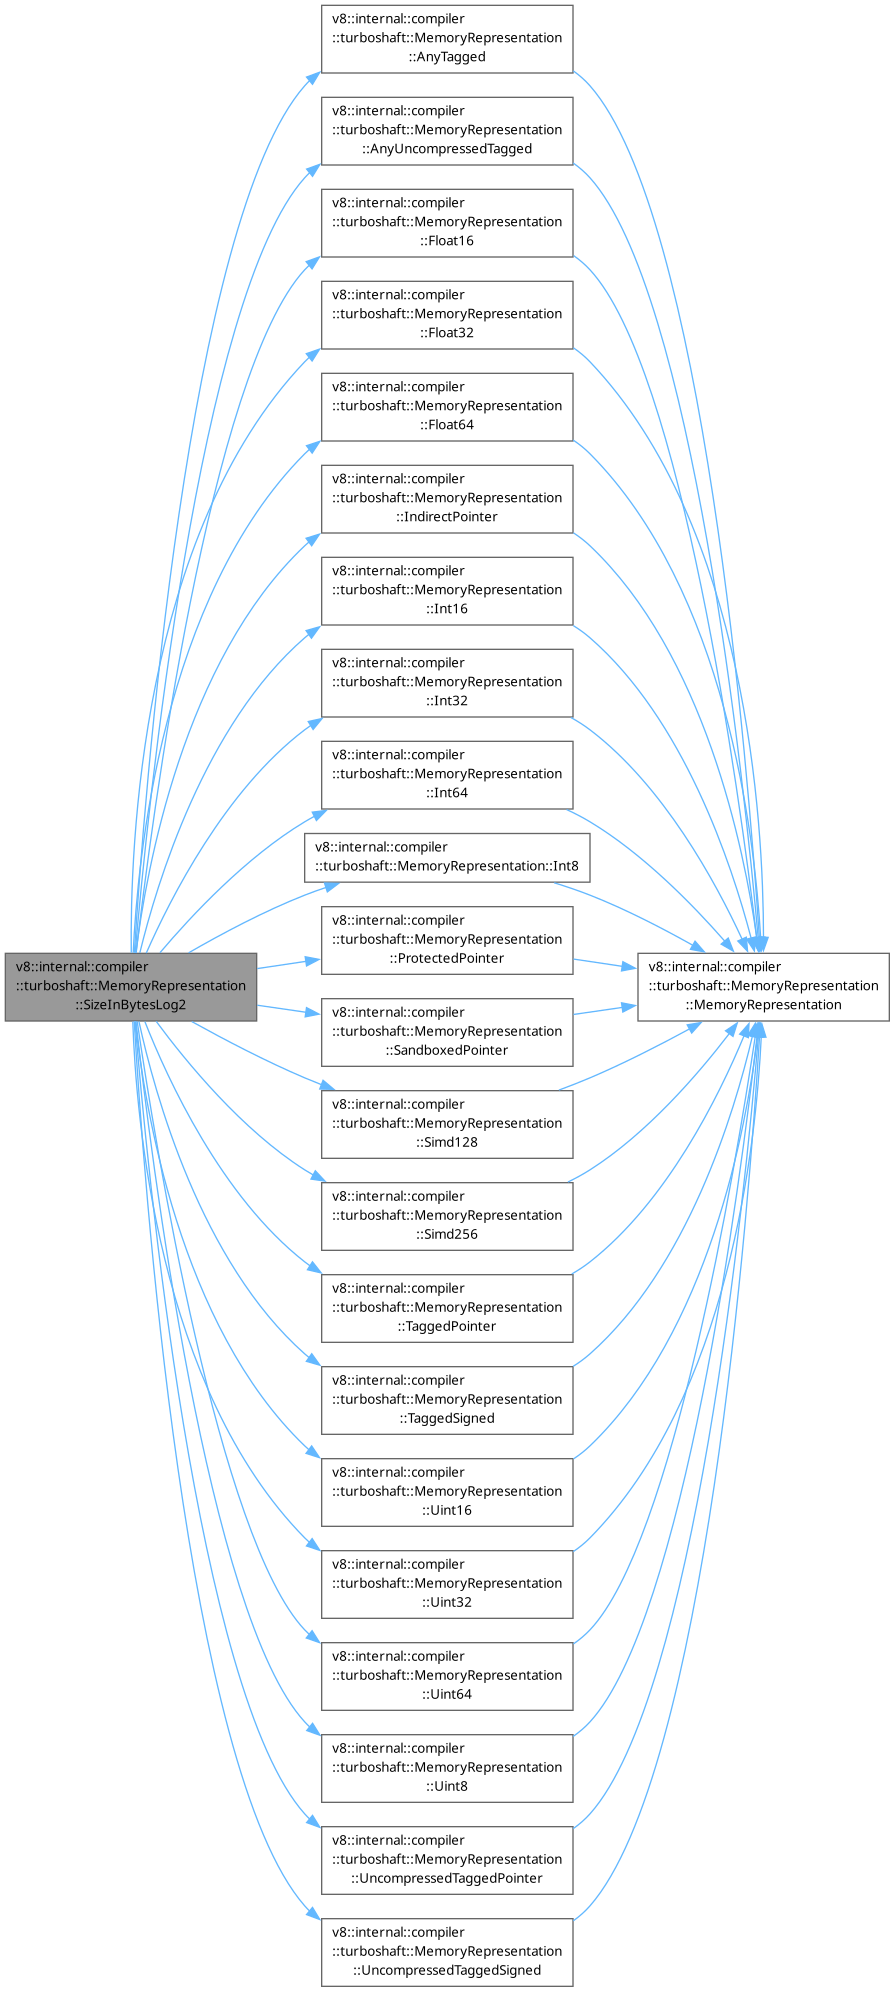 v8::internal::compiler
::turboshaft::MemoryRepresentation
::AnyTagged
v8::internal::compiler
::turboshaft::MemoryRepresentation
::AnyUncompressedTagged
v8::internal::compiler
::turboshaft::MemoryRepresentation
::Float16
v8::internal::compiler
::turboshaft::MemoryRepresentation
::Float32
v8::internal::compiler
::turboshaft::MemoryRepresentation
::Float64
v8::internal::compiler
::turboshaft::MemoryRepresentation
::IndirectPointer
v8::internal::compiler
::turboshaft::MemoryRepresentation
::Int16
v8::internal::compiler
::turboshaft::MemoryRepresentation
::Int32
v8::internal::compiler
::turboshaft::MemoryRepresentation
::Int64
v8::internal::compiler
::turboshaft::MemoryRepresentation::Int8
v8::internal::compiler
::turboshaft::MemoryRepresentation
::ProtectedPointer
v8::internal::compiler
::turboshaft::MemoryRepresentation
::SizeInBytesLog2
v8::internal::compiler
::turboshaft::MemoryRepresentation
::MemoryRepresentation
v8::internal::compiler
::turboshaft::MemoryRepresentation
::SandboxedPointer
v8::internal::compiler
::turboshaft::MemoryRepresentation
::Simd128
v8::internal::compiler
::turboshaft::MemoryRepresentation
::Simd256
v8::internal::compiler
::turboshaft::MemoryRepresentation
::TaggedPointer
v8::internal::compiler
::turboshaft::MemoryRepresentation
::TaggedSigned
v8::internal::compiler
::turboshaft::MemoryRepresentation
::Uint16
v8::internal::compiler
::turboshaft::MemoryRepresentation
::Uint32
v8::internal::compiler
::turboshaft::MemoryRepresentation
::Uint64
v8::internal::compiler
::turboshaft::MemoryRepresentation
::Uint8
v8::internal::compiler
::turboshaft::MemoryRepresentation
::UncompressedTaggedPointer
v8::internal::compiler
::turboshaft::MemoryRepresentation
::UncompressedTaggedSigned